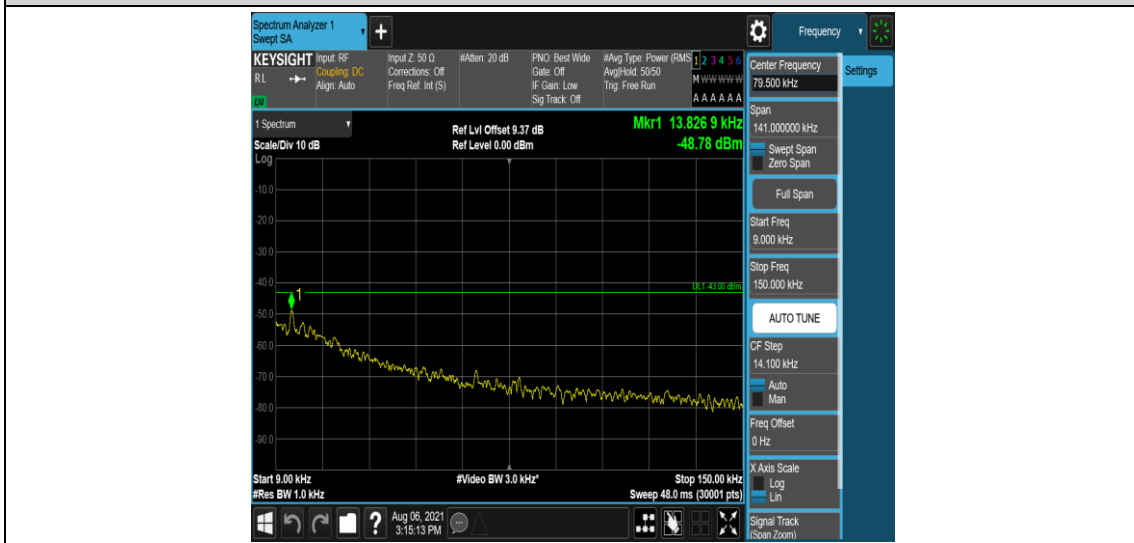 Spectrum Analyzer 1
Swept SA
+
Frequency
KEYSIGHT
RL
LXI
Input: RF
Coupling: DC
Align: Auto
Input Z: 50 Ω
Corrections: Off
Freq Ref: Int (S)
#Atten: 20 dB
PNO: Best Wide
Gate: Off
IF Gain: Low
Sig Track: Off
#Avg Type: Power (RMS
Avg|Hold: 50/50
Trig: Free Run
1 2 3 4 5 6
M W W W W W
A A A A A A
1 Spectrum
Scale/Div 10 dB
Log
Ref Lvl Offset 9.37 dB
Ref Level 0.00 dBm
Mkr1 13.826 9 kHz
-48.78 dBm
-10.0
-20.0
-30.0
-40.0
-50.0
-60.0
-70.0
-80.0
-90.0
1
DL1 -43.00 dBm
Start 9.00 kHz
#Res BW 1.0 kHz
#Video BW 3.0 kHz*
Stop 150.00 kHz
Sweep 48.0 ms (30001 pts)
Center Frequency
79.500 kHz
Settings
Span
141.000000 kHz
Swept Span
Zero Span
Full Span
Start Freq
9.000 kHz
Stop Freq
150.000 kHz
AUTO TUNE
CF Step
14.100 kHz
Auto
Man
Freq Offset
0 Hz
X Axis Scale
Log
Lin
Signal Track
(Span Zoom)
?
Aug 06, 2021
3:15:13 PM